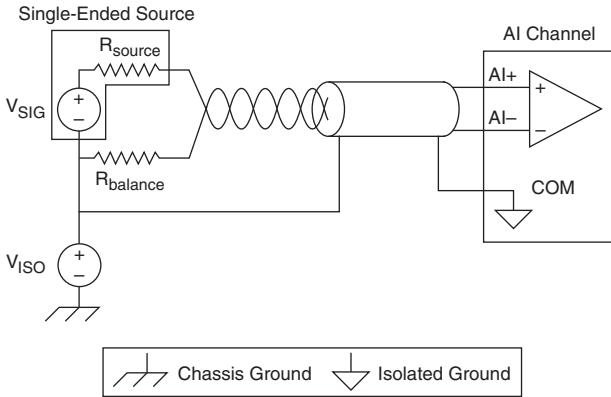 Single-Ended Source
AI Channel
Rsource
AI+
+
+
VSIG
−
AI−
−
Rbalance
COM
+
VISO
−
Chassis Ground
Isolated Ground